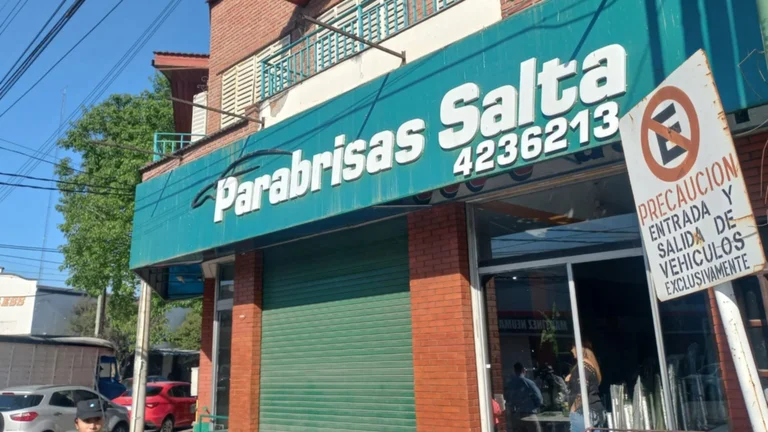 Parabrisas Salta
4236213
E
PRECAUCION
ENTRADA Y
SALIDA DE
VEHICULOS
EXCLUSIVAMENTE